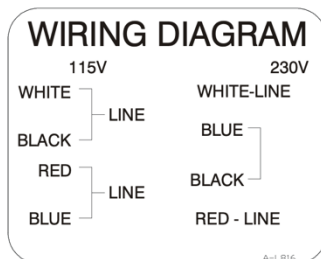 WIRING DIAGRAM
115V
WHITE
LINE
BLACK
RED
LINE
BLUE
230V
WHITE-LINE
BLUE
BLACK
RED - LINE